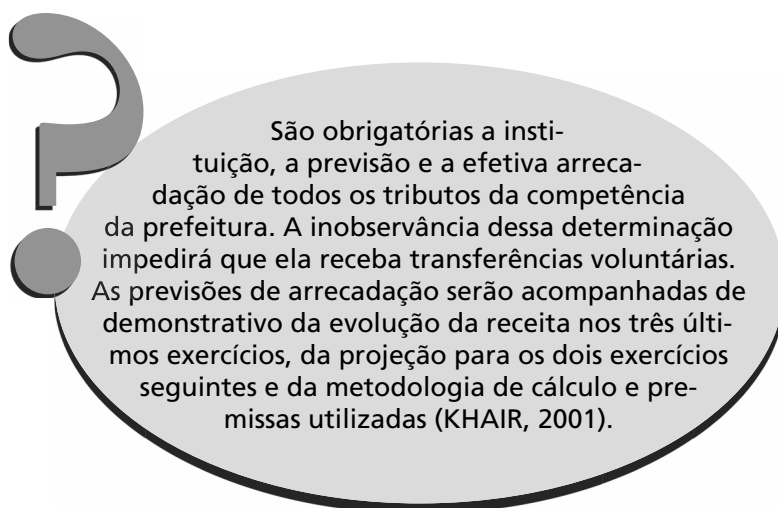 São obrigatórias a insti-
tuição, a previsão e a efetiva arreca-
dação de todos os tributos da competência
da prefeitura. A inobservância dessa determinação
impedirá que ela receba transferências voluntárias.
As previsões de arrecadação serão acompanhadas de
demonstrativo da evolução da receita nos três últi-
mos exercícios, da projeção para os dois exercícios
seguintes e da metodologia de cálculo e pre-
missas utilizadas (KHAIR, 2001).